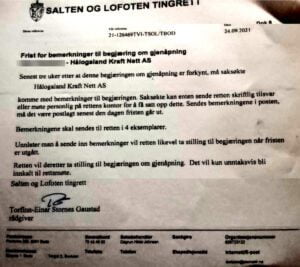 SALTEN OG LOFOTEN TINGRETT
21-126469TVI-TSOL/TBOD
24.09.2021
Frist for bemerkninger til begjæring om gjenåpning
- Hålogaland Kraft Nett AS
Senest tre uker etter at denne begjæringen om gjenåpning er forkynt, må saksøkte
Hålogaland Kraft Nett AS
komme med bemerkninger til begjæringen. Saksøkte kan enten sende retten skriftlig tilsvar
eller møte personlig på rettens kontor for å få satt opp dette. Sendes bemerkningene i posten,
må det være postlagt senest den dagen fristen går ut.
Bemerkningene skal sendes til retten i 4 eksemplarer.
Unnlater man å sende inn bemerkninger vil retten likevel ta stilling til begjæringen når fristen
er utgått.
Retten vil deretter ta stilling til begjæringen om gjenåpning. Det vil kun unntaksvis bli
innkalt til rettsmøte.
Salten og Lofoten tingrett
Torfinn-Einar Stornes Gaustad
rådgiver